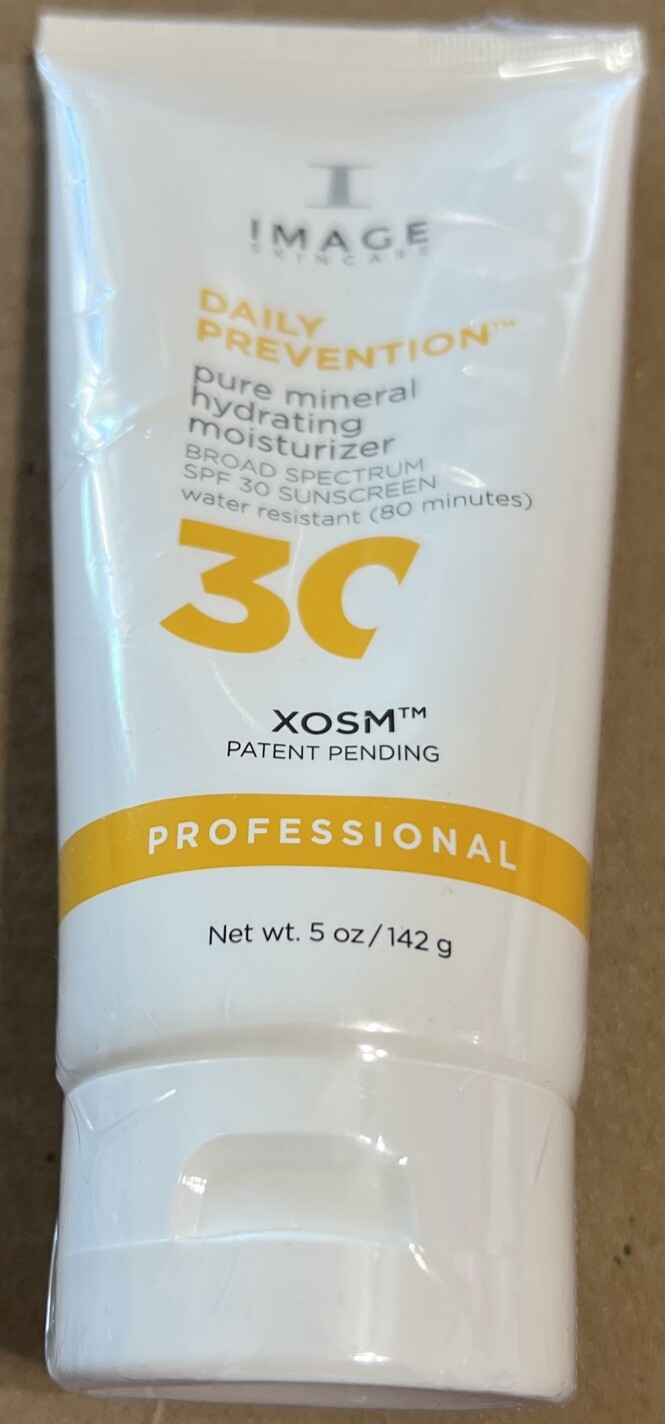 I
IMAGE
SKINCARE
DAILY
PREVENTION™
pure mineral
hydrating
moisturizer
BROAD SPECTRUM
SPF 30 SUNSCREEN
water resistant (80 minutes)
30
XOSM™
PATENT PENDING
PROFESSIONAL
Net wt. 5 oz/142 g